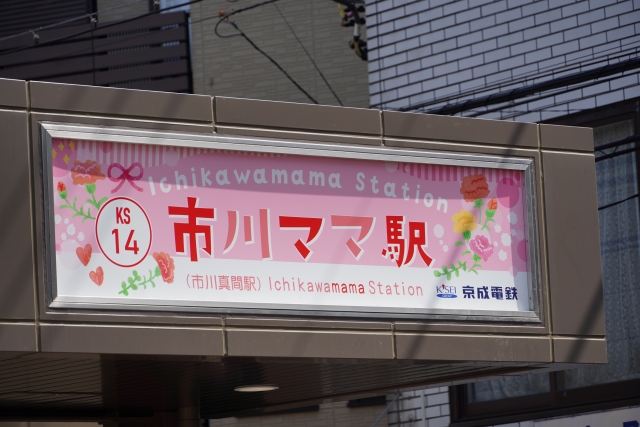 Ichikawamama Station
KS
14
市川ママ駅
（市川真間駅）Ichikawamama Station
KEISEI 京成電鉄